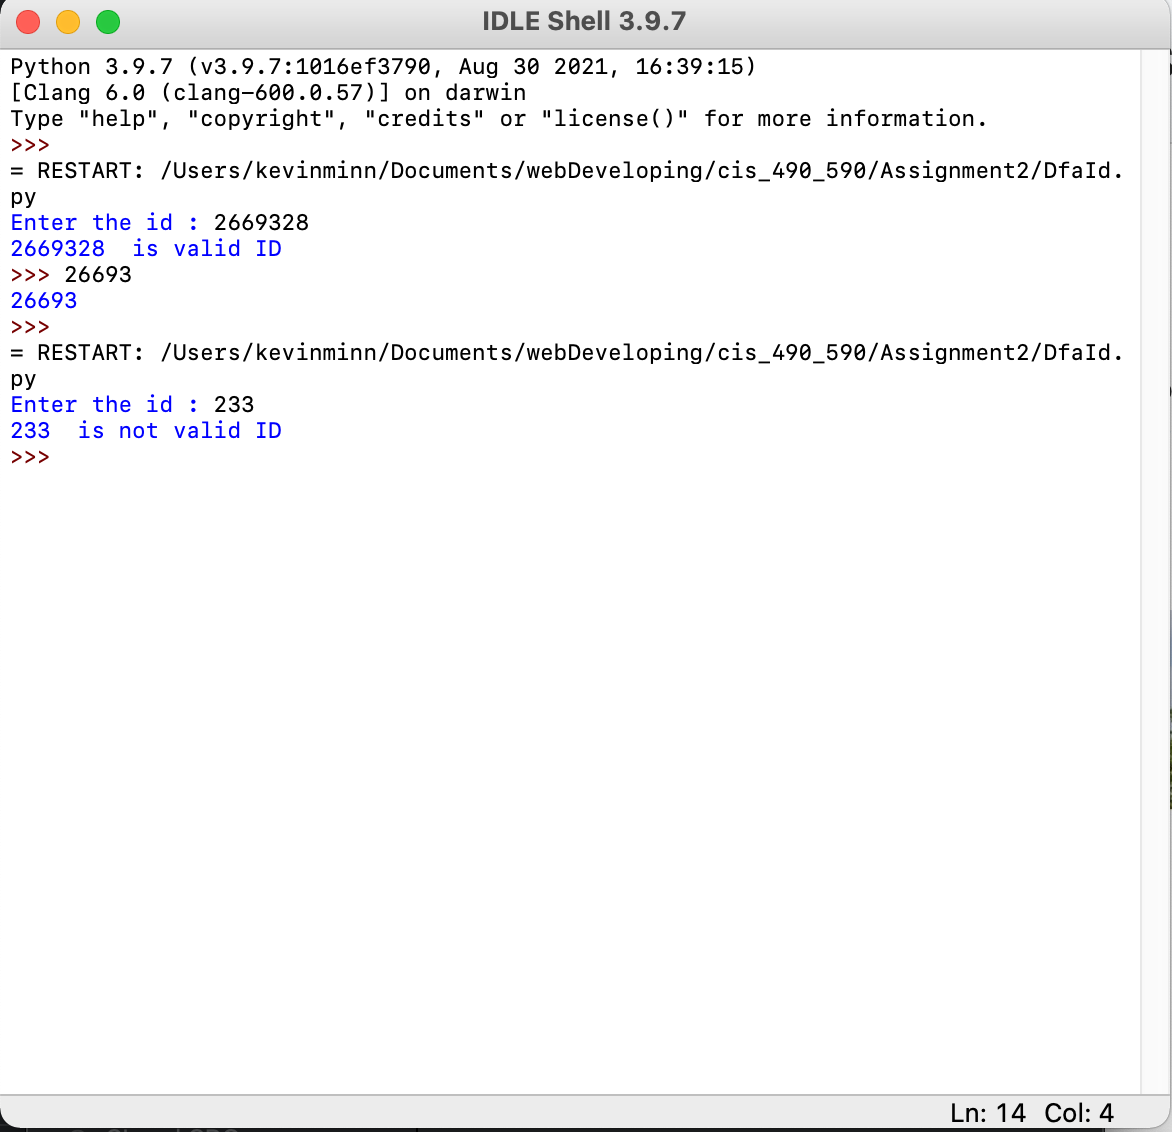 IDLE Shell 3.9.7
Python 3.9.7 (v3.9.7:1016ef3790, Aug 30 2021, 16:39:15)
[Clang 6.0 (clang-600.0.57)] on darwin
Type "help", "copyright", "credits" or "license()" for more information.
>>>
= RESTART: /Users/kevinminn/Documents/webDeveloping/cis_490_590/Assignment2/DfaId.
py
Enter the id : 2669328
2669328  is valid ID
>>> 26693
26693
>>>
= RESTART: /Users/kevinminn/Documents/webDeveloping/cis_490_590/Assignment2/DfaId.
py
Enter the id : 233
233  is not valid ID
>>>
Ln: 14 Col: 4